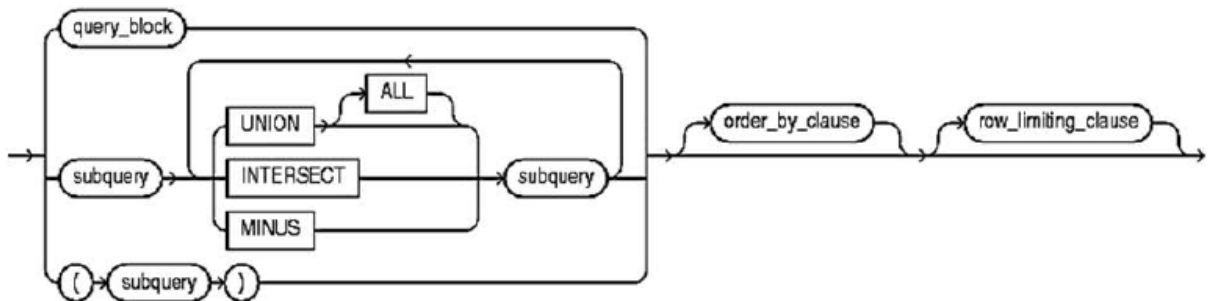 query_block
ALL
UNION
order_by_clause
row_limiting_clause
subquery
INTERSECT
subquery
MINUS
( subquery )